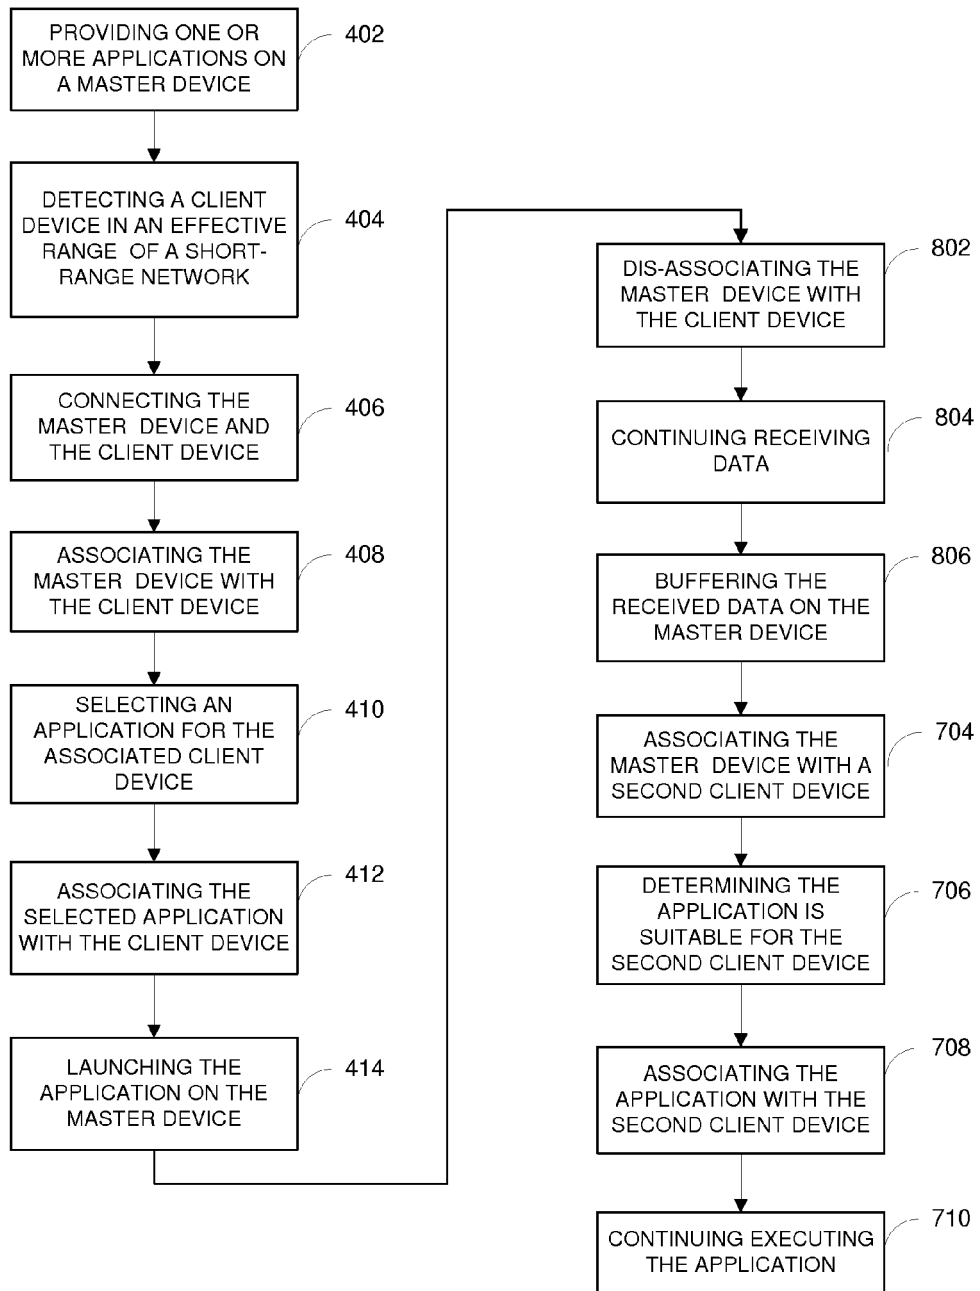 PROVIDING ONE OR
MORE APPLICATIONS ON
A MASTER DEVICE
402
DETECTING A CLIENT
DEVICE IN AN EFFECTIVE
RANGE OF A SHORT-
RANGE NETWORK
404
CONNECTING THE
MASTER DEVICE AND
THE CLIENT DEVICE
406
ASSOCIATING THE
MASTER DEVICE WITH
THE CLIENT DEVICE
408
SELECTING AN
APPLICATION FOR THE
ASSOCIATED CLIENT
DEVICE
410
ASSOCIATING THE
SELECTED APPLICATION
WITH THE CLIENT DEVICE
412
LAUNCHING THE
APPLICATION ON THE
MASTER DEVICE
414
DIS-ASSOCIATING THE
MASTER DEVICE WITH
THE CLIENT DEVICE
802
CONTINUING RECEIVING
DATA
804
BUFFERING THE
RECEIVED DATA ON THE
MASTER DEVICE
806
ASSOCIATING THE
MASTER DEVICE WITH A
SECOND CLIENT DEVICE
704
DETERMINING THE
APPLICATION IS
SUITABLE FOR THE
SECOND CLIENT DEVICE
706
ASSOCIATING THE
APPLICATION WITH THE
SECOND CLIENT DEVICE
708
CONTINUING EXECUTING
THE APPLICATION
710